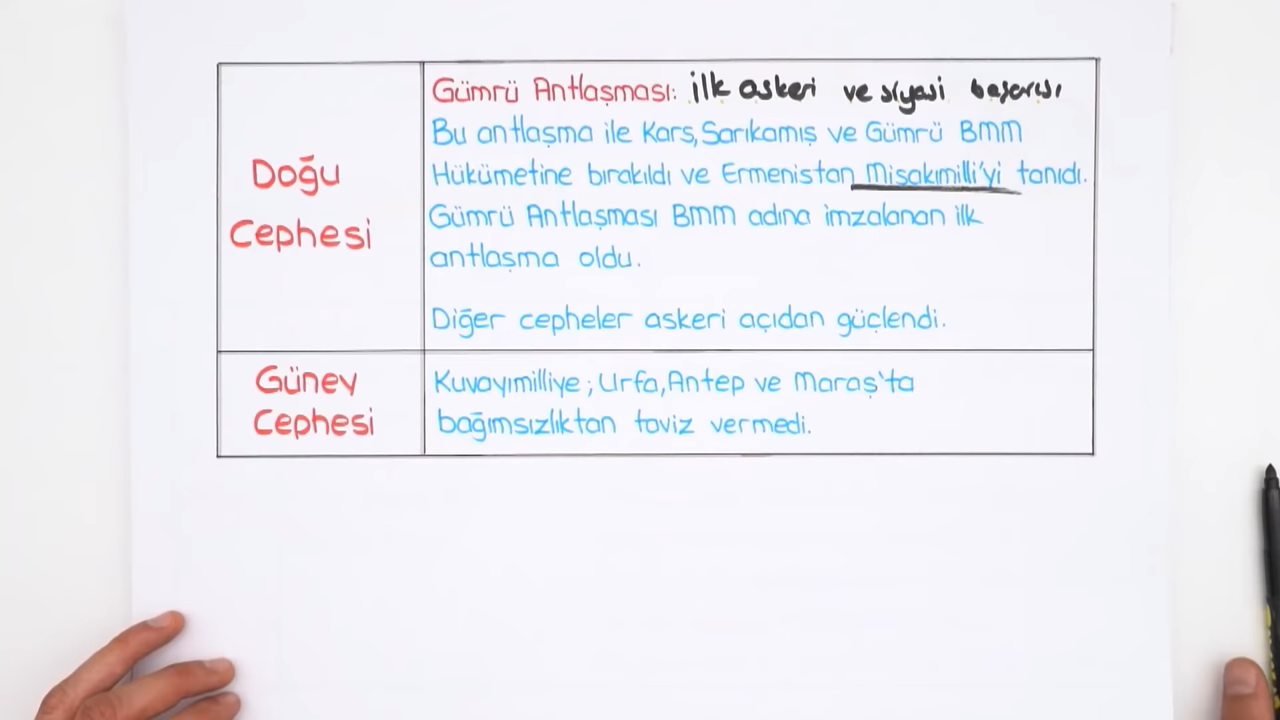 Doğu
Cephesi
Gümrü Antlaşması: ilk askeri ve siyasi başarısı
Bu antlaşma ile Kars, Sarıkamış ve Gümrü BMM
Hükümetine bırakıldı ve Ermenistan Misakımilli'yi tanıdı.
Gümrü Antlaşması BMM adına imzalanan ilk
antlaşma oldu.
Diğer cepheler askeri açıdan güçlendi.
Güney
Cephesi
Kuvayımilliye; Urfa, Antep ve Maraş'ta
bağımsızlıktan taviz vermedi.